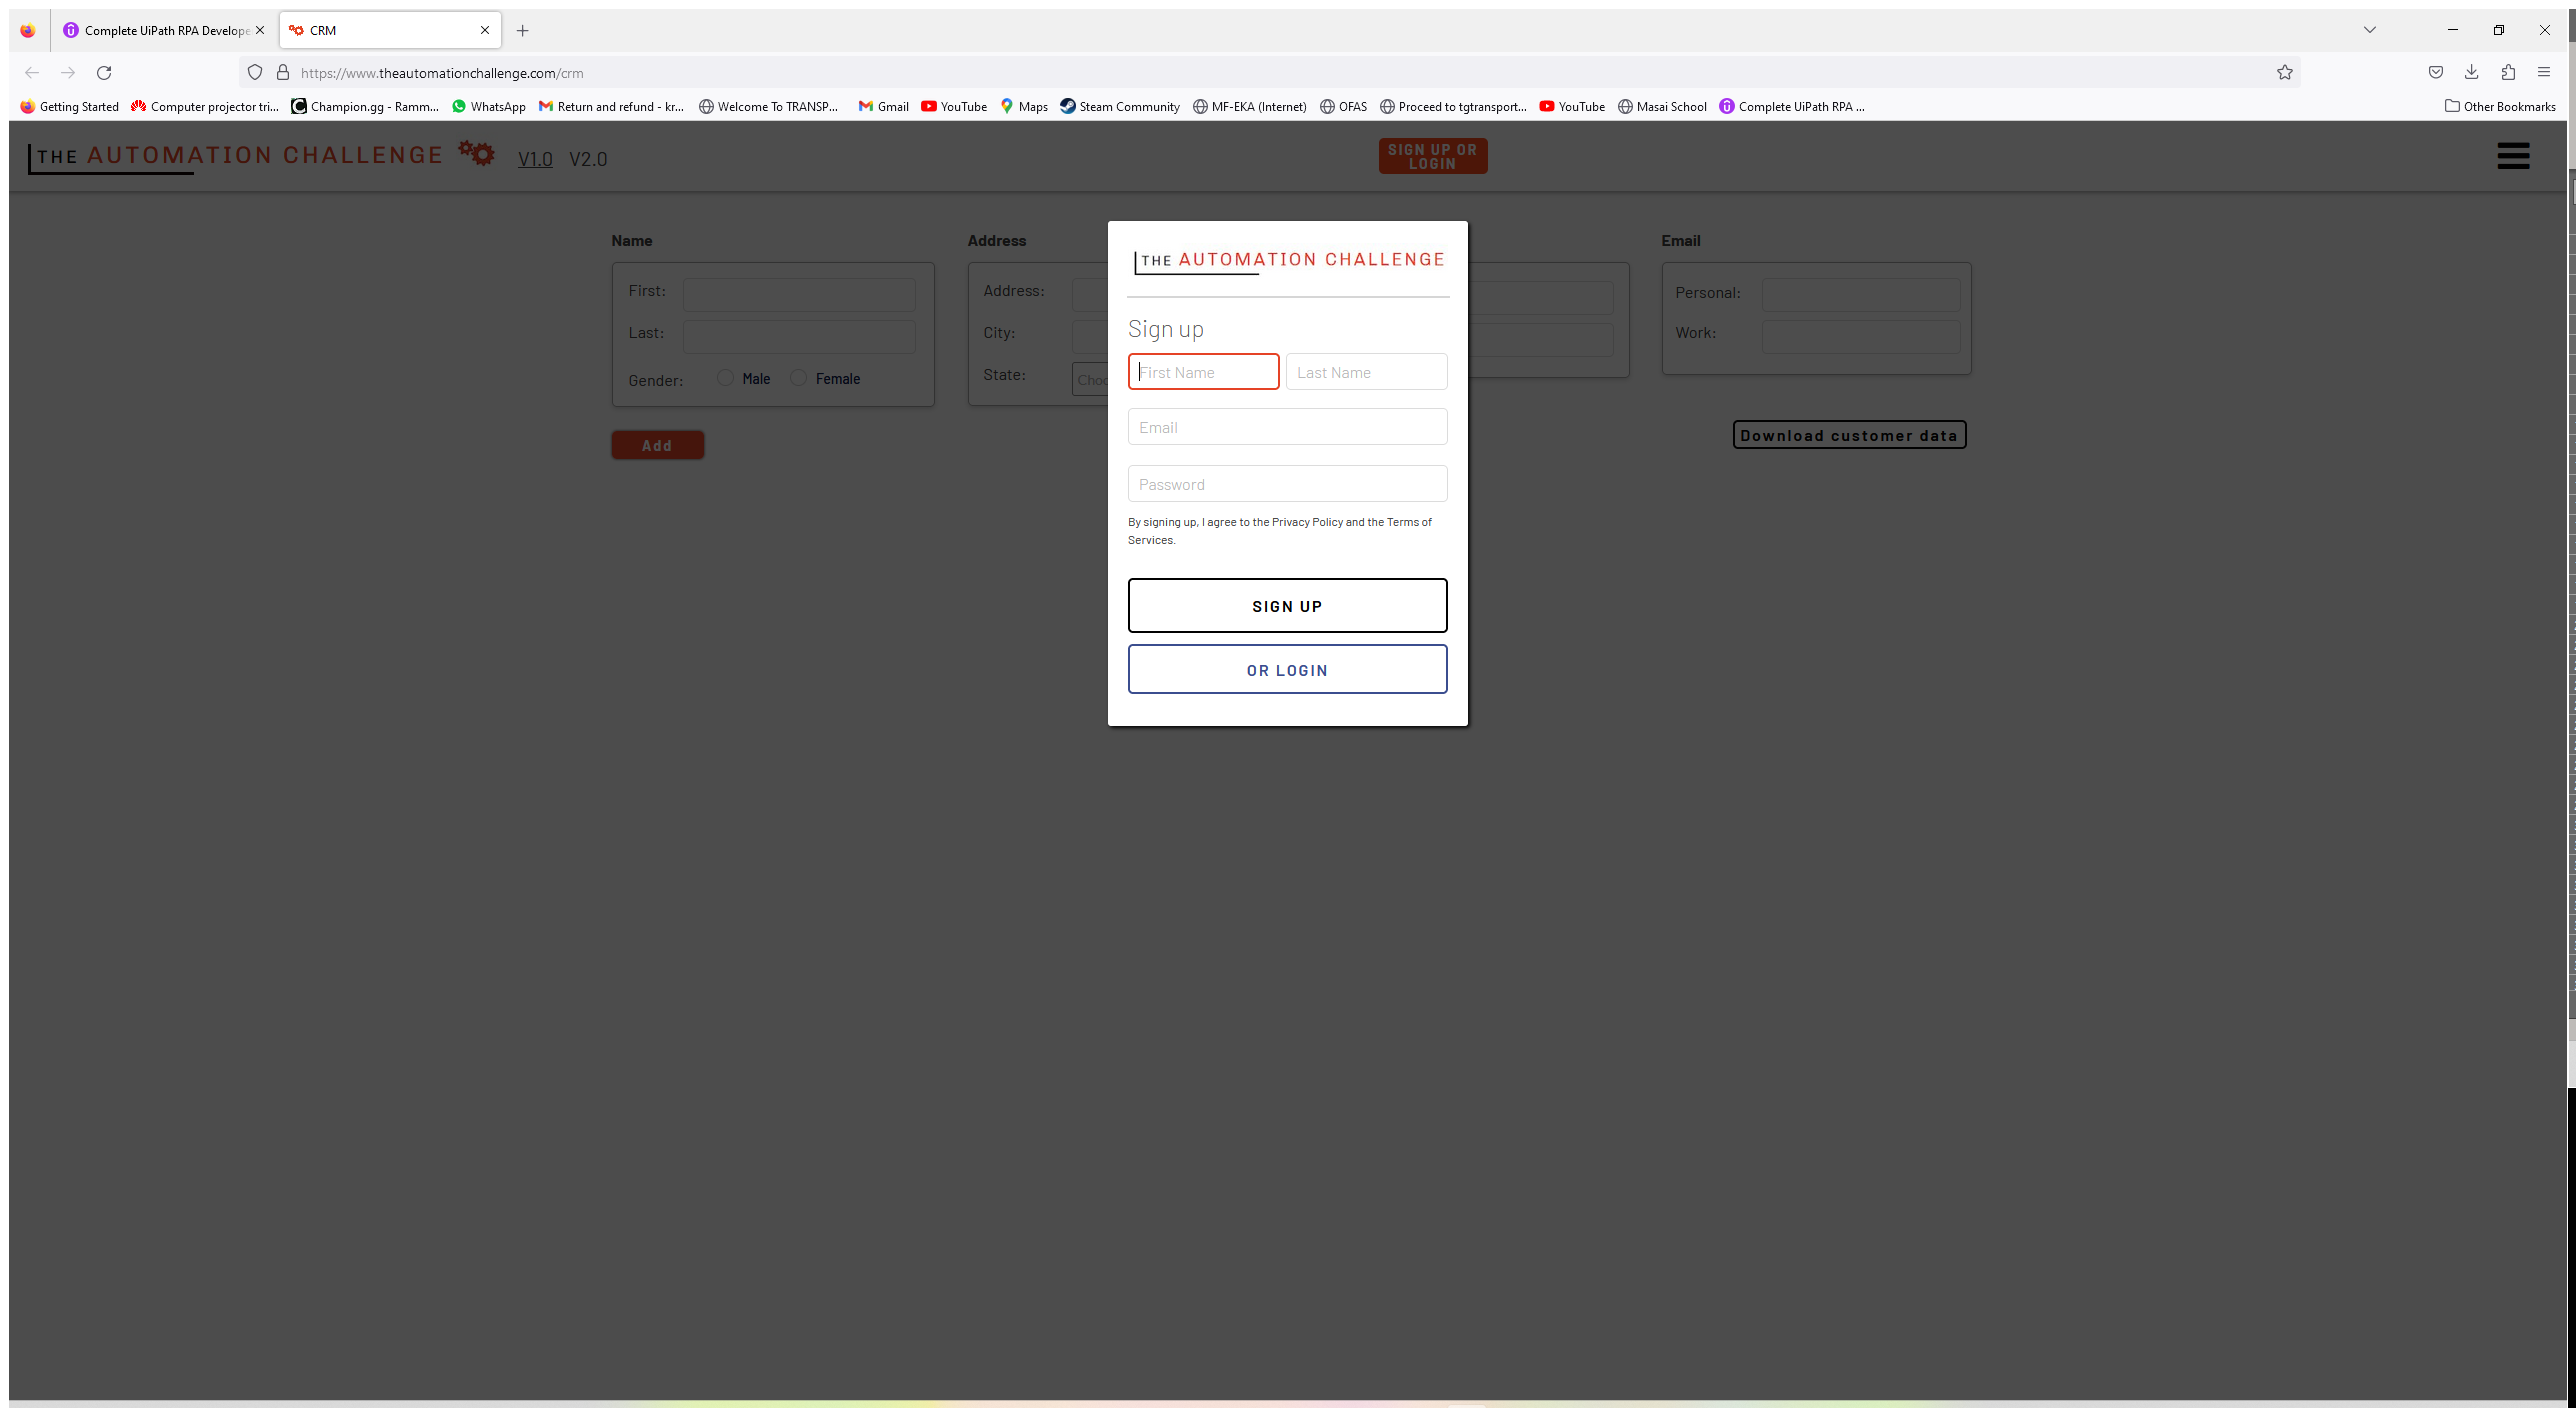 Complete UiPath RPA Develope
CRM
https://www.theautomationchallenge.com/crm
Getting Started
Computer projector tri...
Champion.gg - Ramm...
WhatsApp
Return and refund - kr...
Welcome To TRANSP...
Gmail
YouTube
Maps
Steam Community
MF-EKA (Internet)
OFAS
Proceed to tgtransport...
YouTube
Masai School
Complete UiPath RPA ...
Other Bookmarks
THE AUTOMATION CHALLENGE
V1.0 V2.0
SIGN UP OR
LOGIN
Name
First:
Last:
Gender: Male Female
Add
Address
Address:
City:
State: Choo
THE AUTOMATION CHALLENGE
Sign up
First Name Last Name
Email
Password
By signing up, I agree to the Privacy Policy and the Terms of
Services.
SIGN UP
OR LOGIN
Email
Personal:
Work:
Download customer data